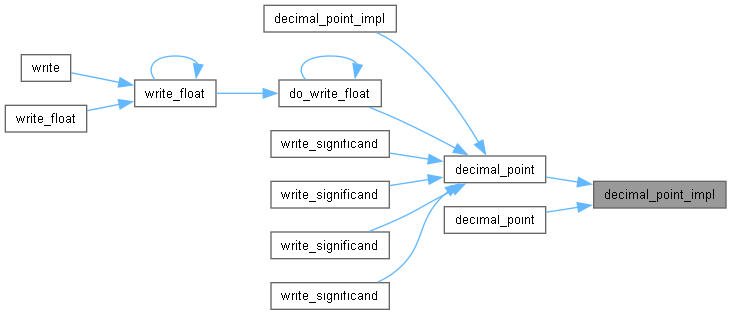 decimal_point_impl
write
write_float
do_write_float
write_float
write_significand
decimal_point
write_significand
decimal_point_impl
decimal_point
write_significand
write_significand